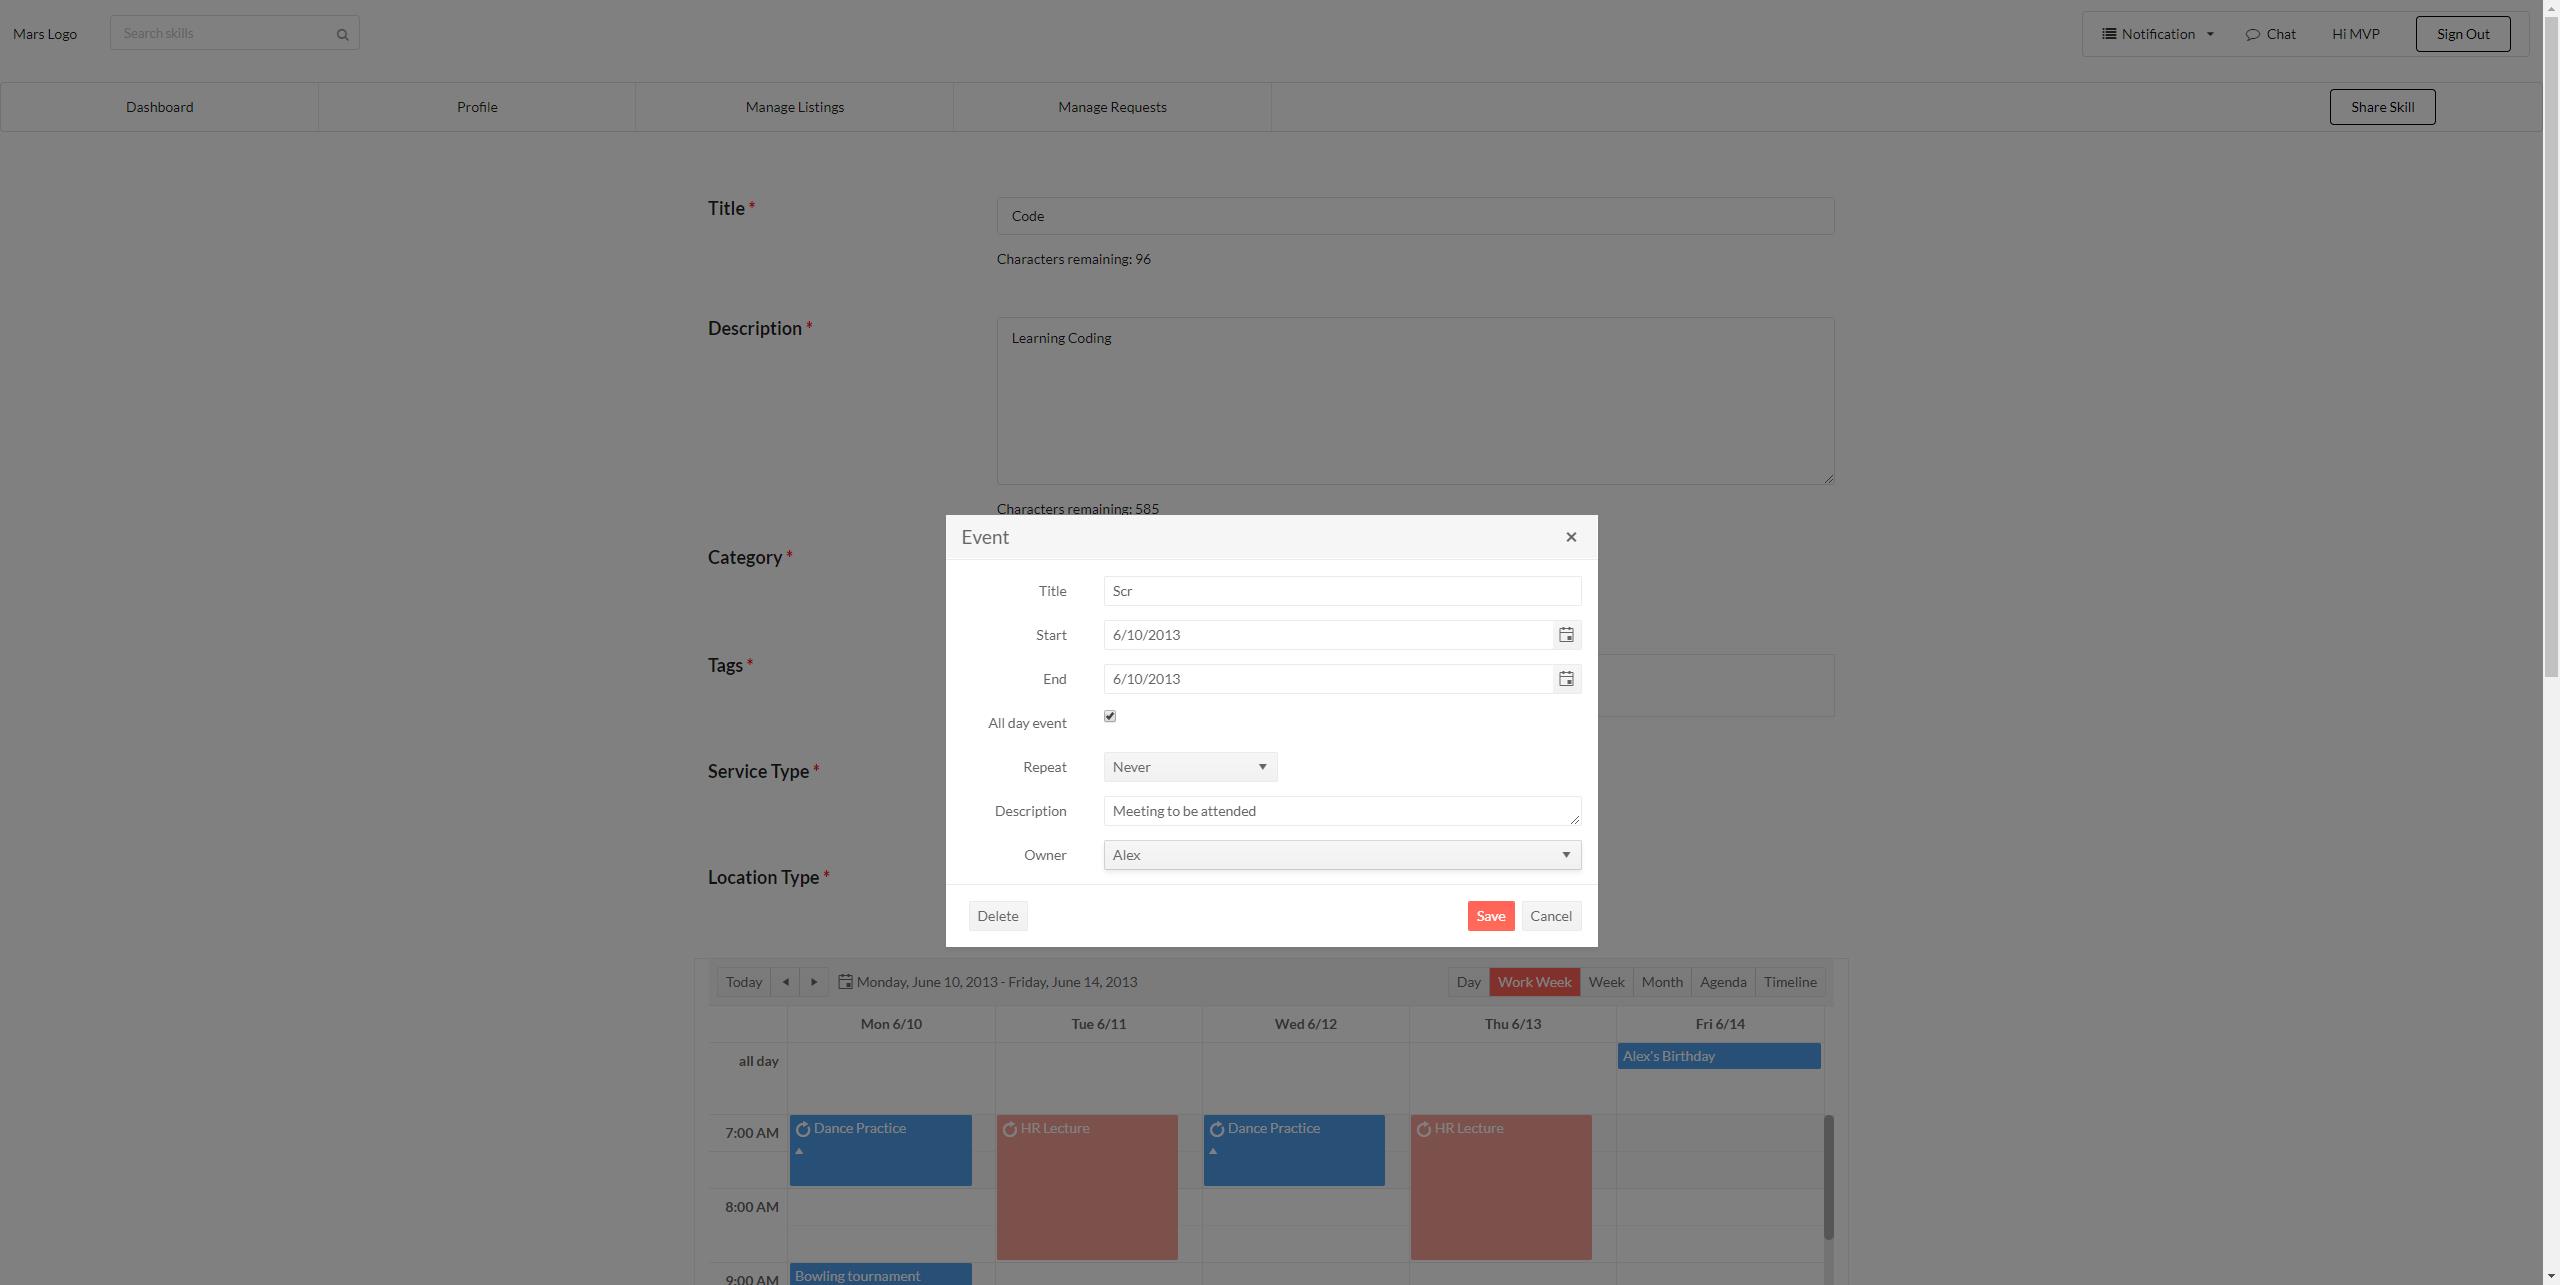 Mars Logo
Search skills
Notification
Chat
Hi MVP
Sign Out
Dashboard
Profile
Manage Listings
Manage Requests
Share Skill
Title *
Code
Characters remaining: 96
Description *
Learning Coding
Characters remaining: 585
Category *
Tags *
Service Type *
Location Type *
Event
Title
Scr
Start
6/10/2013
End
6/10/2013
All day event
Repeat
Never
Description
Meeting to be attended
Owner
Alex
Delete
Save
Cancel
Today
Monday, June 10, 2013 - Friday, June 14, 2013
Day
Work Week
Week
Month
Agenda
Timeline
Mon 6/10
Tue 6/11
Wed 6/12
Thu 6/13
Fri 6/14
all day
Alex's Birthday
7:00 AM
Dance Practice
HR Lecture
Dance Practice
HR Lecture
8:00 AM
9:00 AM
Bowling tournament